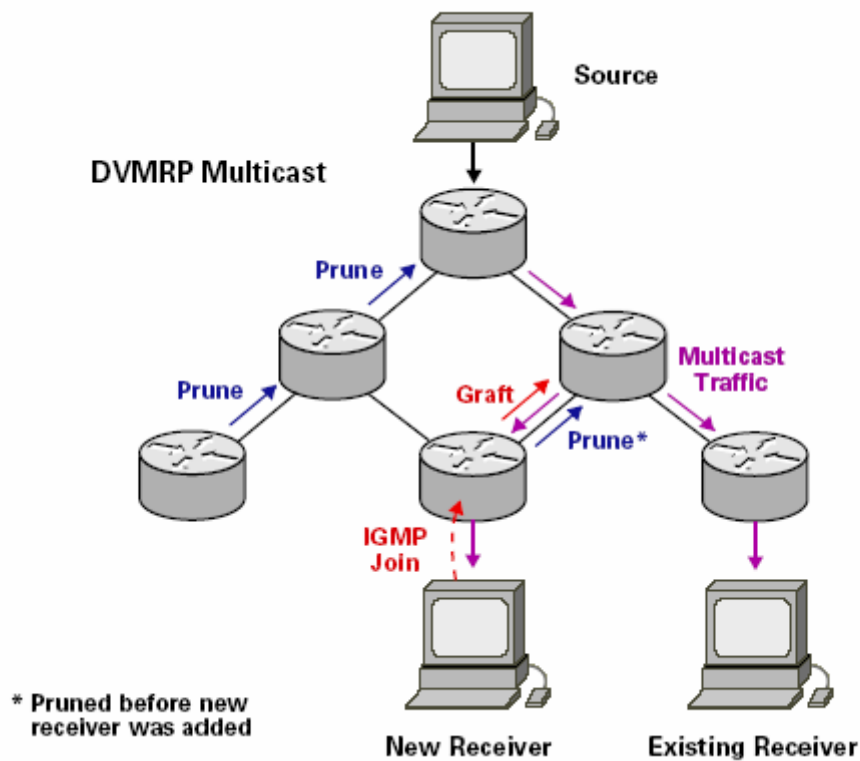 Source
DVMRP Multicast
Prune
Multicast
Traffic
Prune
Graft
Prune*
IGMP
Join
* Pruned before new
receiver was added
New Receiver
Existing Receiver